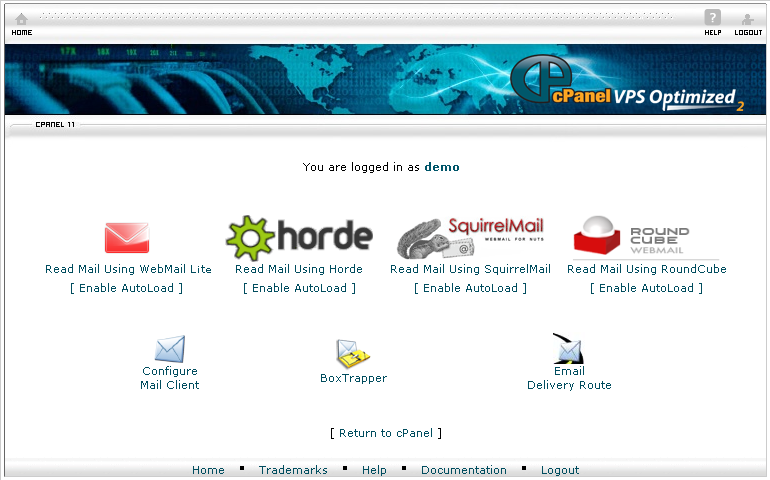 HOME
HELP
LOGOUT
17X
18X
cPanel VPS Optimized 2
CPANEL 11
You are logged in as demo
horde
SquirrelMail
WEBMAIL FOR NUTS
ROUND
CUBE
WEBMAIL
Read Mail Using WebMail Lite
Read Mail Using Horde
Read Mail Using SquirrelMail
Read Mail Using RoundCube
[ Enable AutoLoad ]
[ Enable AutoLoad ]
[ Enable AutoLoad ]
[ Enable AutoLoad ]
Configure
Mail Client
BoxTrapper
Email
Delivery Route
[ Return to cPanel ]
Home ▪ Trademarks ▪ Help ▪ Documentation ▪ Logout